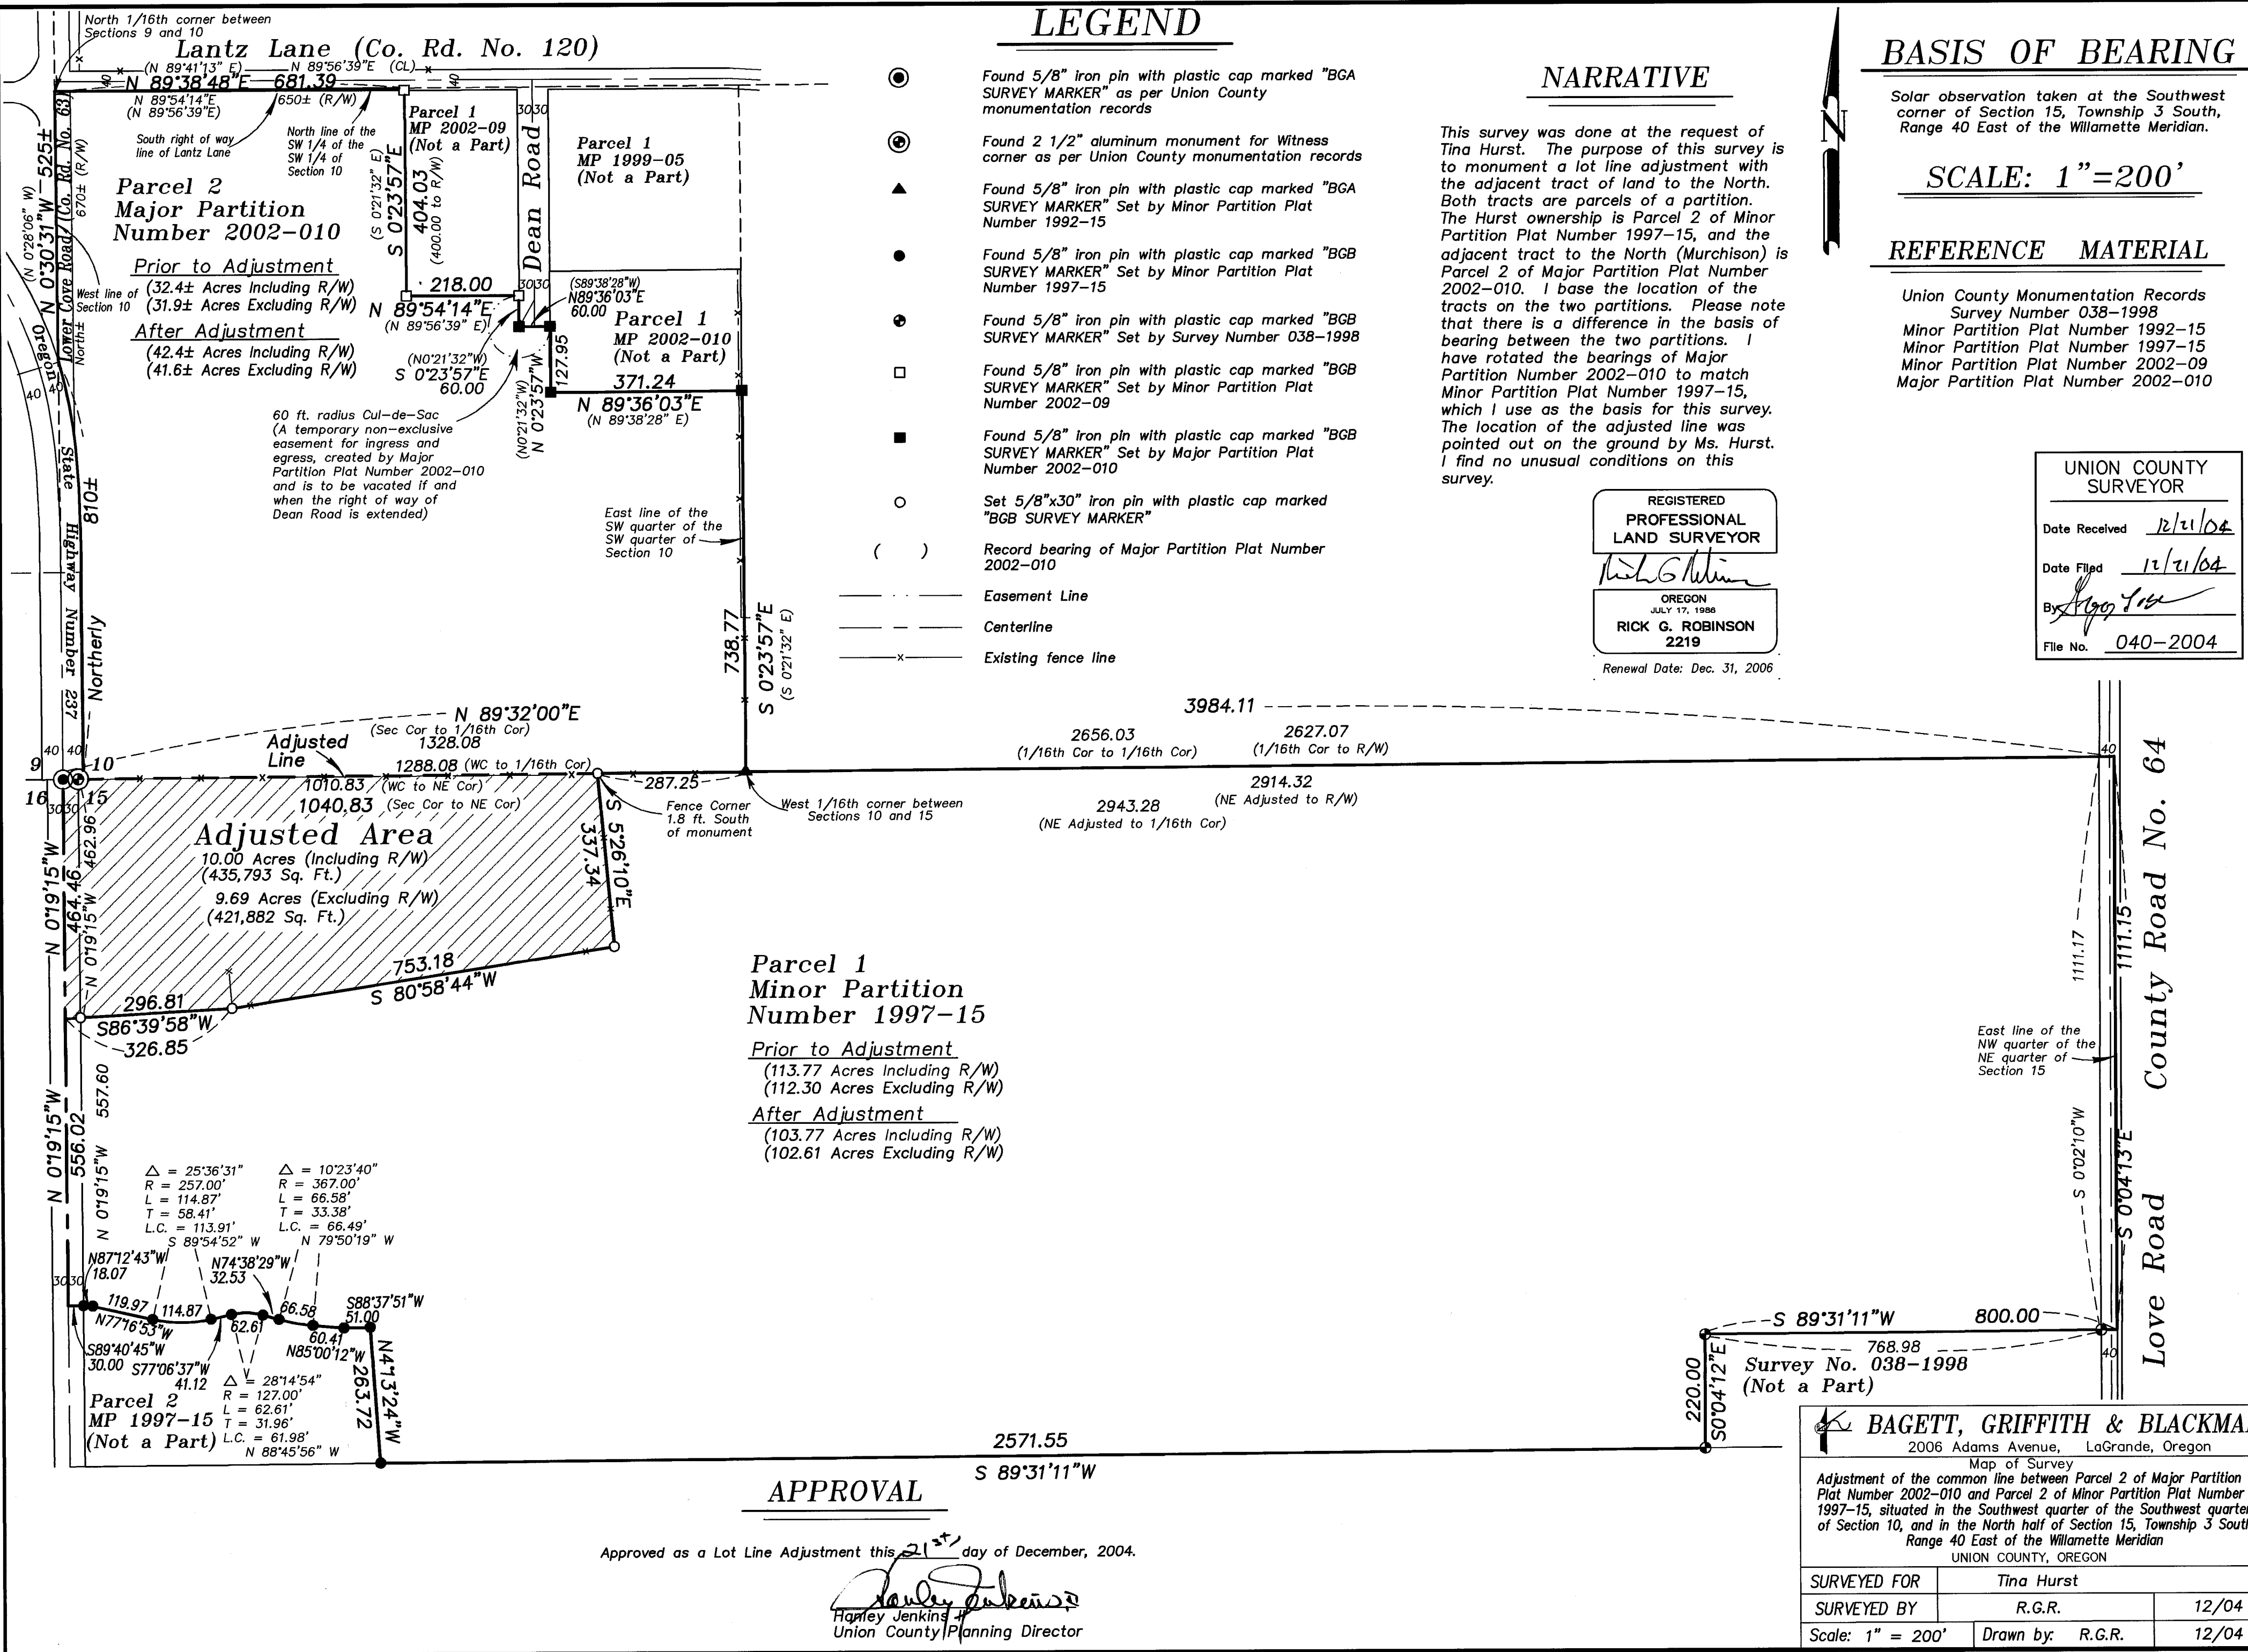 North 1/16th corner between
Sections 9 and 10
Lantz Lane (Co. Rd. No. 120)
(N 89°41'13" E) N 89°56'39"E (CL)
40 40
N 89°38'48"E 681.39
N 89°54'14"E 650± (R/W)
(N 89°56'39"E)
South right of way
line of Lantz Lane
North line of the
SW 1/4 of the
SW 1/4 of
Section 10
Parcel 1
MP 2002-09
(Not a Part)
30 30
Dean Road
Parcel 1
MP 1999-05
(Not a Part)
N 0°30'31"W 525±
(N 0°28'06" W)
Lower Cove Road/(Co. Rd. No. 63)
670± (R/W)
North±
Parcel 2
Major Partition
Number 2002-010
Prior to Adjustment
(32.4± Acres Including R/W)
(31.9± Acres Excluding R/W)
After Adjustment
(42.4± Acres Including R/W)
(41.6± Acres Excluding R/W)
West line of
Section 10
S 0°23'57"E
(S 0°21'32" E)
404.03
(400.00 to R/W)
218.00
N 89°54'14"E
(N 89°56'39" E)
30 30
(S89°38'28"W)
N89°36'03"E
60.00
Parcel 1
MP 2002-010
(Not a Part)
(N0°21'32"W)
S 0°23'57"E
60.00
127.95
N 0°23'57"W
(N0°21'32"W)
371.24
N 89°36'03"E
(N 89°38'28" E)
60 ft. radius Cul-de-Sac
(A temporary non-exclusive
easement for ingress and
egress, created by Major
Partition Plat Number 2002-010
and is to be vacated if and
when the right of way of
Dean Road is extended)
40 40
40 40
Oregon State Highway Number 237
810±
Northerly
East line of the
SW quarter of the
SW quarter of
Section 10
738.77
S 0°23'57"E
(S 0°21'32" E)
LEGEND
Found 5/8" iron pin with plastic cap marked "BGA
SURVEY MARKER" as per Union County
monumentation records
Found 2 1/2" aluminum monument for Witness
corner as per Union County monumentation records
Found 5/8" iron pin with plastic cap marked "BGA
SURVEY MARKER" Set by Minor Partition Plat
Number 1992-15
Found 5/8" iron pin with plastic cap marked "BGB
SURVEY MARKER" Set by Minor Partition Plat
Number 1997-15
Found 5/8" iron pin with plastic cap marked "BGB
SURVEY MARKER" Set by Survey Number 038-1998
Found 5/8" iron pin with plastic cap marked "BGB
SURVEY MARKER" Set by Minor Partition Plat
Number 2002-09
Found 5/8" iron pin with plastic cap marked "BGB
SURVEY MARKER" Set by Major Partition Plat
Number 2002-010
Set 5/8"x30" iron pin with plastic cap marked
"BGB SURVEY MARKER"
( ) Record bearing of Major Partition Plat Number
2002-010
Easement Line
Centerline
Existing fence line
NARRATIVE
This survey was done at the request of
Tina Hurst. The purpose of this survey is
to monument a lot line adjustment with
the adjacent tract of land to the North.
Both tracts are parcels of a partition.
The Hurst ownership is Parcel 2 of Minor
Partition Plat Number 1997-15, and the
adjacent tract to the North (Murchison) is
Parcel 2 of Major Partition Plat Number
2002-010. I base the location of the
tracts on the two partitions. Please note
that there is a difference in the basis of
bearing between the two partitions. I
have rotated the bearings of Major
Partition Number 2002-010 to match
Minor Partition Plat Number 1997-15,
which I use as the basis for this survey.
The location of the adjusted line was
pointed out on the ground by Ms. Hurst.
I find no unusual conditions on this
survey.
REGISTERED
PROFESSIONAL
LAND SURVEYOR
OREGON
JULY 17, 1986
RICK G. ROBINSON
2219
Renewal Date: Dec. 31, 2006
N
BASIS OF BEARING
Solar observation taken at the Southwest
corner of Section 15, Township 3 South,
Range 40 East of the Willamette Meridian.
SCALE: 1"=200'
REFERENCE MATERIAL
Union County Monumentation Records
Survey Number 038-1998
Minor Partition Plat Number 1992-15
Minor Partition Plat Number 1997-15
Minor Partition Plat Number 2002-09
Major Partition Plat Number 2002-010
UNION COUNTY
SURVEYOR
Date Received 12/21/04
Date Filed 12/21/04
By
File No. 040-2004
N 89°32'00"E
(Sec Cor to 1/16th Cor)
1328.08
1288.08 (WC to 1/16th Cor)
Adjusted
Line
1010.83 (WC to NE Cor)
1040.83 (Sec Cor to NE Cor)
287.25
40 40
9 10
16 15
30 30
3984.11
2656.03
(1/16th Cor to 1/16th Cor)
2627.07
(1/16th Cor to R/W)
2914.32
(NE Adjusted to R/W)
2943.28
(NE Adjusted to 1/16th Cor)
Fence Corner
1.8 ft. South
of monument
West 1/16th corner between
Sections 10 and 15
Adjusted Area
10.00 Acres (Including R/W)
(435,793 Sq. Ft.)
9.69 Acres (Excluding R/W)
(421,882 Sq. Ft.)
N 0°19'15"W
464.46
N 0°19'15"W 462.96
S 5°26'10"E
337.34
753.18
S 80°58'44"W
296.81
S86°39'58"W
326.85
Parcel 1
Minor Partition
Number 1997-15
Prior to Adjustment
(113.77 Acres Including R/W)
(112.30 Acres Excluding R/W)
After Adjustment
(103.77 Acres Including R/W)
(102.61 Acres Excluding R/W)
40
1111.17
S 0°02'10"W
1111.15
S 0°04'13"E
East line of the
NW quarter of the
NE quarter of
Section 15
Love Road County Road No. 64
N 0°19'15"W
556.02
N 0°19'15"W 557.60
△ = 25°36'31"
R = 257.00'
L = 114.87'
T = 58.41'
L.C. = 113.91'
S 89°54'52" W
△ = 10°23'40"
R = 367.00'
L = 66.58'
T = 33.38'
L.C. = 66.49'
N 79°50'19" W
30 30
N87°12'43"W
18.07
N74°38'29"W
32.53
119.97
N77°16'53"W
114.87
62.61
66.58
60.41
S88°37'51"W
51.00
N85°00'12"W
S89°40'45"W
30.00
S77°06'37"W
41.12
△ = 28°14'54"
R = 127.00'
L = 62.61'
T = 31.96'
L.C. = 61.98'
N 88°45'56" W
N4°13'24"W
263.72
Parcel 2
MP 1997-15
(Not a Part)
2571.55
S 89°31'11"W
220.00
S0°04'12"E
S 89°31'11"W 800.00
768.98
40
Survey No. 038-1998
(Not a Part)
APPROVAL
Approved as a Lot Line Adjustment this 21st day of December, 2004.
Hanley Jenkins II
Union County Planning Director
BAGETT, GRIFFITH & BLACKMA
2006 Adams Avenue, LaGrande, Oregon
Map of Survey
Adjustment of the common line between Parcel 2 of Major Partition
Plat Number 2002-010 and Parcel 2 of Minor Partition Plat Number
1997-15, situated in the Southwest quarter of the Southwest quarter
of Section 10, and in the North half of Section 15, Township 3 South
Range 40 East of the Willamette Meridian
UNION COUNTY, OREGON
SURVEYED FOR Tina Hurst
SURVEYED BY R.G.R. 12/04
Scale: 1" = 200' Drawn by: R.G.R. 12/04